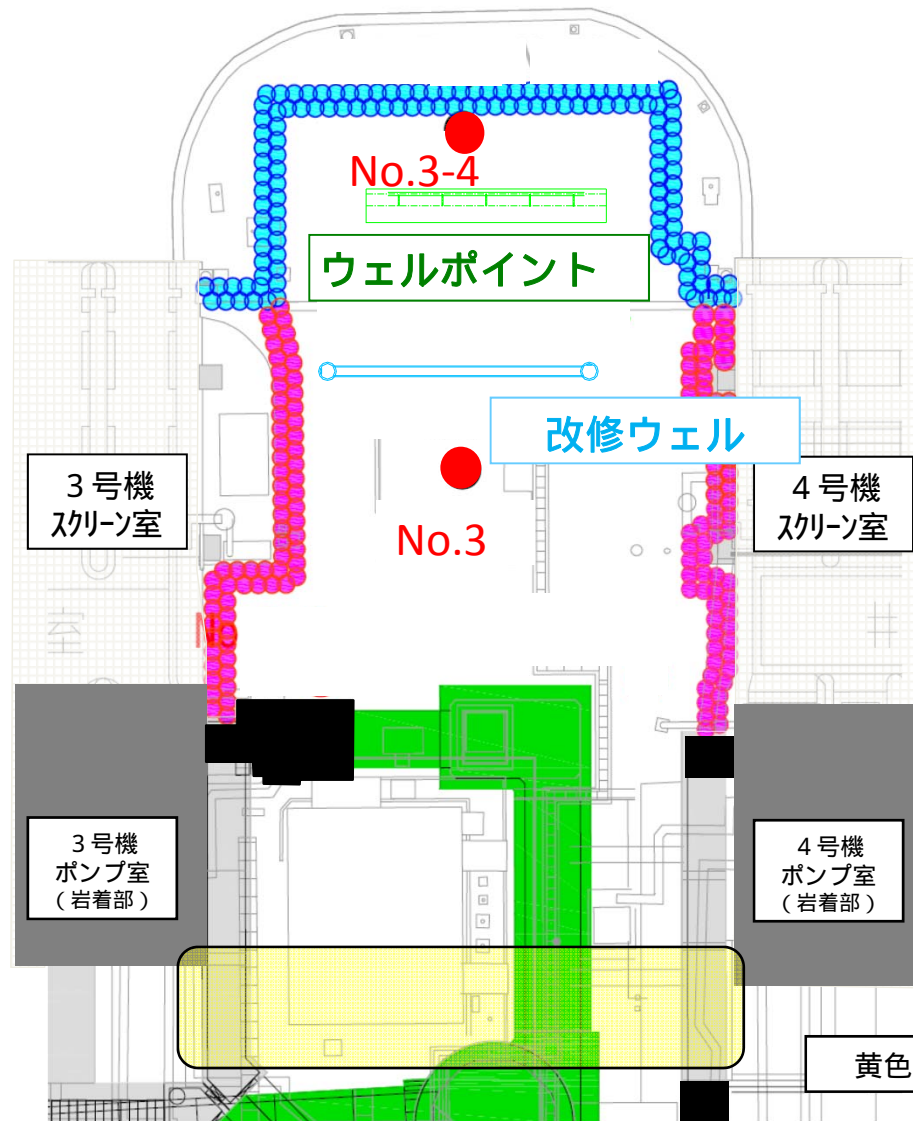 No.3-4
ウェルポイント
改修ウェル
3号機
スクリーン室
4号機
スクリーン室
No.3
No
3号機
ポンプ室
(岩着部)
4号機
ポンプ室
(岩着部)
黄色